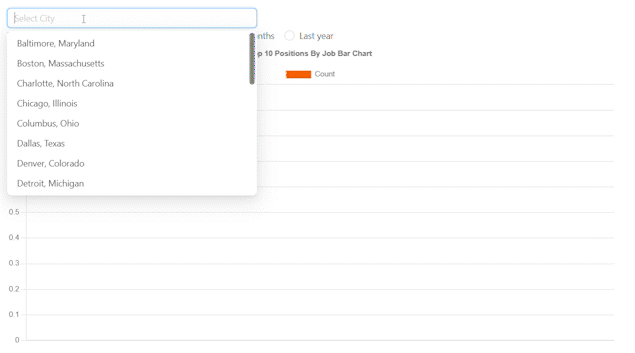 Select City
Baltimore, Maryland
nths Last year
Boston, Massachusetts
op 10 Positions By Job Bar Chart
Charlotte, North Carolina
Count
Chicago, Illinois
Columbus, Ohio
Dallas, Texas
Denver, Colorado
Detroit, Michigan
0.5
0.4
0.3
0.2
0.1
0